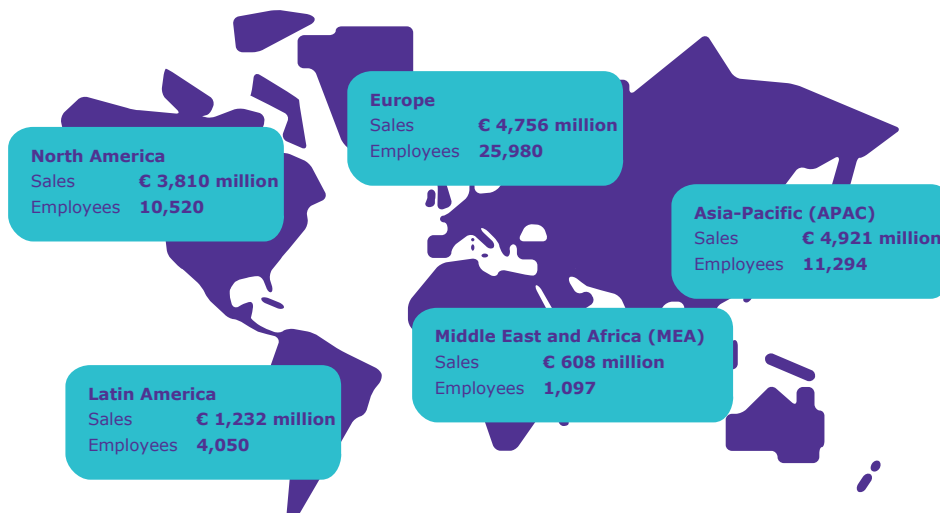 Europe
Sales € 4,756 million
Employees 25,980
North America
Sales € 3,810 million
Employees 10,520
Asia-Pacific (APAC)
Sales € 4,921 million
Employees 11,294
Middle East and Africa (MEA)
Sales € 608 million
Employees 1,097
Latin America
Sales € 1,232 million
Employees 4,050